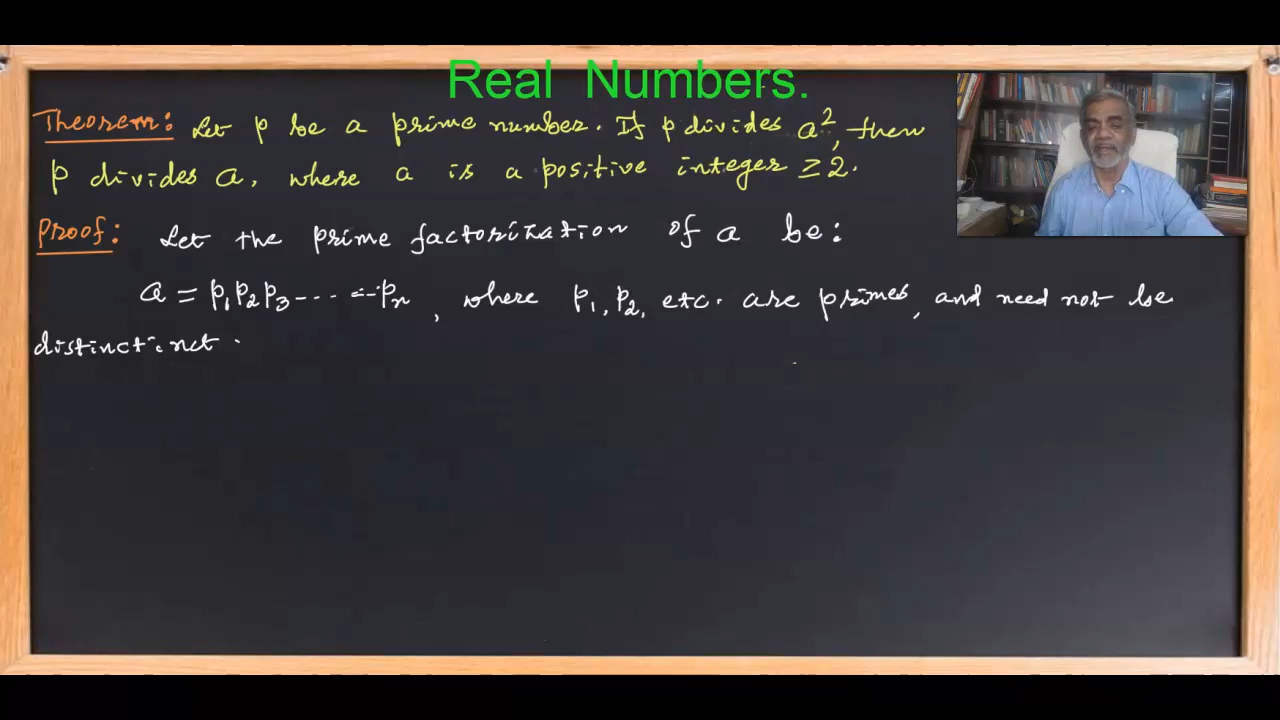 Real Numbers.
Theorem: Let p be a prime number. If p divides a², then
p divides a, where a is a positive integer ≥ 2.
Proof: Let the prime factorization of a be:
a = p₁p₂p₃--- ---pₙ, where p₁, p₂, etc. are primes, and need not be
distinctinct.